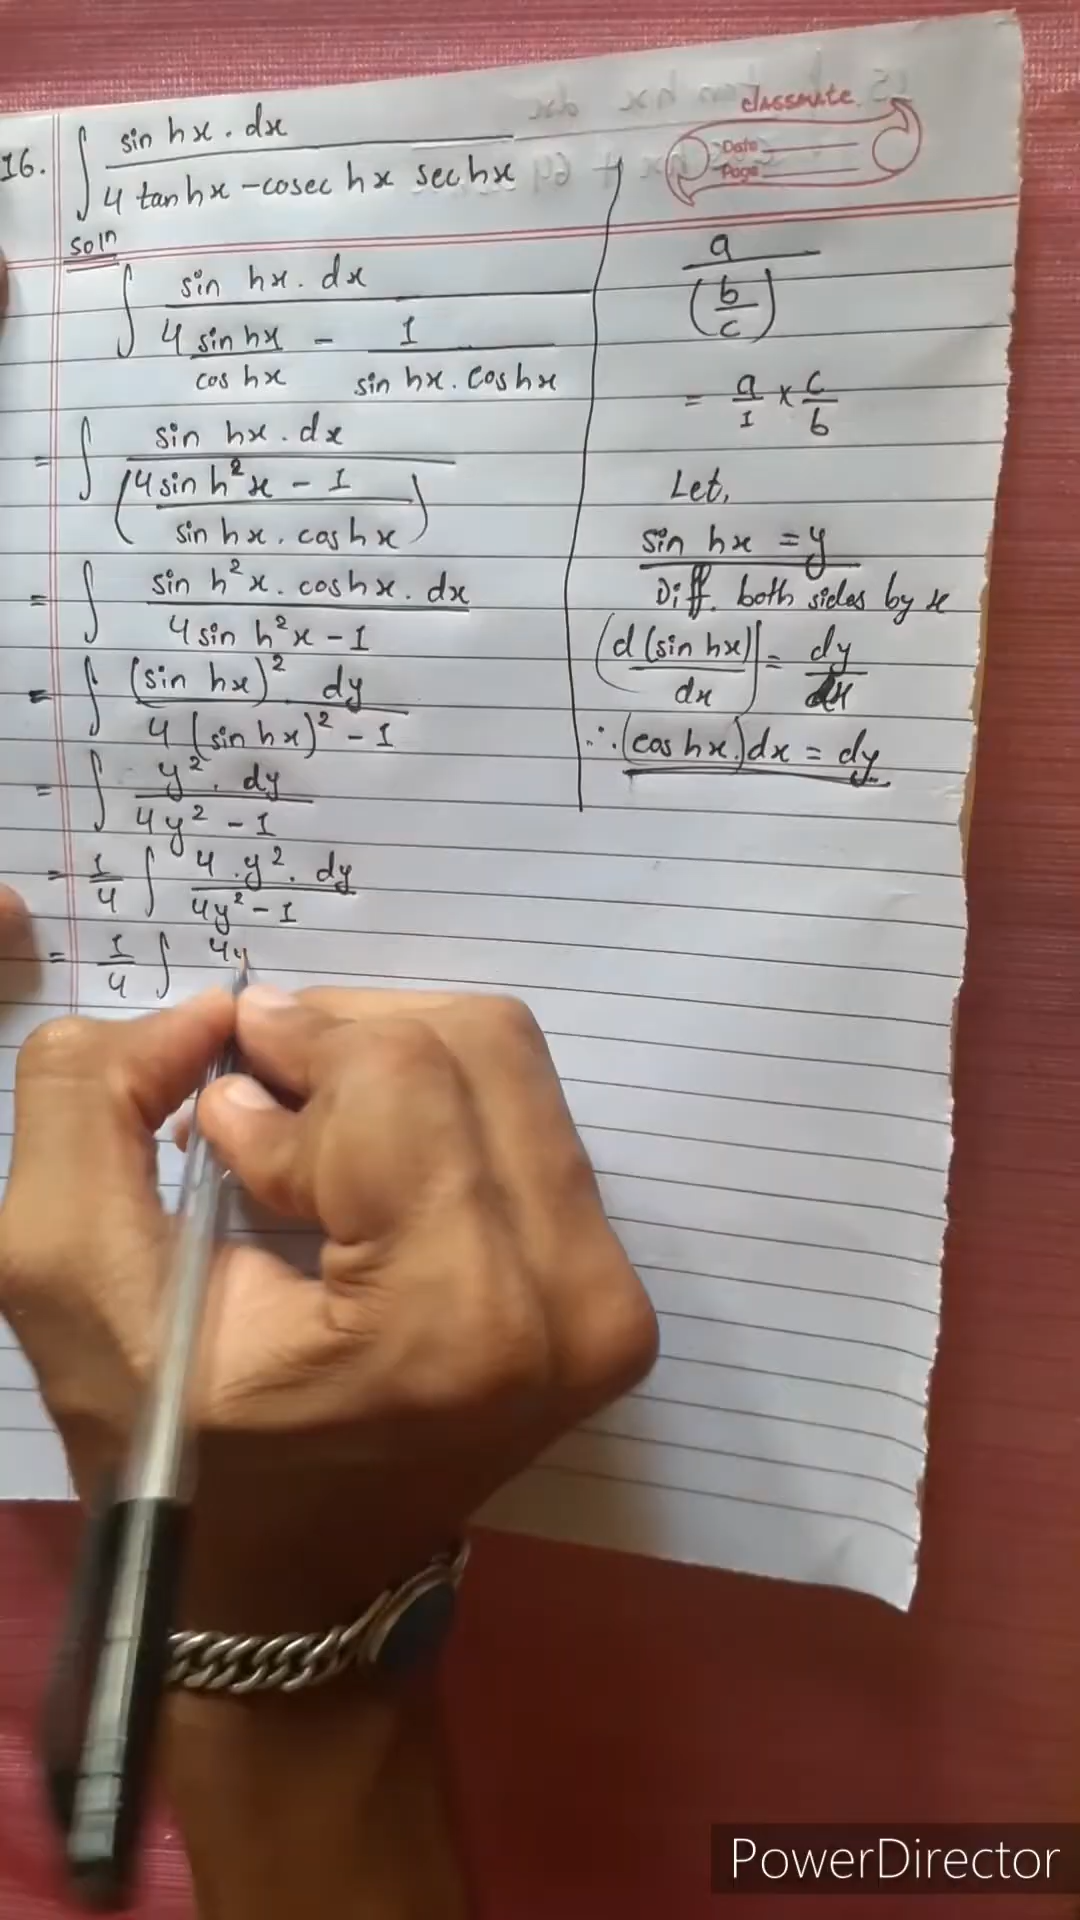 16. ∫ sin hx . dx / 4 tanhx - cosec hx sec hx
classmate
Date
Page
Soln
∫ sin hx . dx / 4 sin hx / cos hx - 1 / sin hx . cos hx
= ∫ sin hx . dx / (4 sin h²x - 1 / sin hx . cos hx)
= ∫ sin h²x . cos hx . dx / 4 sin h²x - 1
= ∫ (sin hx)² dy / 4 (sin hx)² - 1
= ∫ y² . dy / 4y² - 1
= 1/4 ∫ 4 . y² . dy / 4y² - 1
= 1/4 ∫ 4y
a / (b/c)
= a/1 × c/b
Let,
sin hx = y
Diff. both sides by x
(d (sin hx) / dx) = dy / dx
∴ (cos hx.) dx = dy
PowerDirector